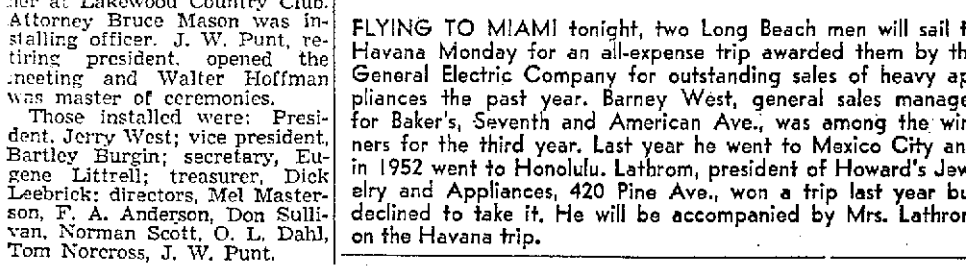 ner at Lakewood Country Club.
Attorney Bruce Mason was in-
stalling officer. J. W. Punt, re-
tiring president, opened the
meeting and Walter Hoffman
was master of ceremonies.
Those installed were: Presi-
dent, Jerry West; vice president,
Bartley Burgin; secretary, Eu-
gene Littrell; treasurer, Dick
Leebrick; directors, Mel Master-
son, F. A. Anderson, Don Sulli-
van, Norman Scott, O. L. Dahl,
Tom Norcross, J. W. Punt.
FLYING TO MIAMI tonight, two Long Beach men will sail t
Havana Monday for an all-expense trip awarded them by th
General Electric Company for outstanding sales of heavy ap
pliances the past year. Barney West, general sales manage
for Baker's, Seventh and American Ave., was among the win
ners for the third year. Last year he went to Mexico City an
in 1952 went to Honolulu. Lathrom, president of Howard's Jew
elry and Appliances, 420 Pine Ave., won a trip last year bu
declined to take it. He will be accompanied by Mrs. Lathrom
on the Havana trip.